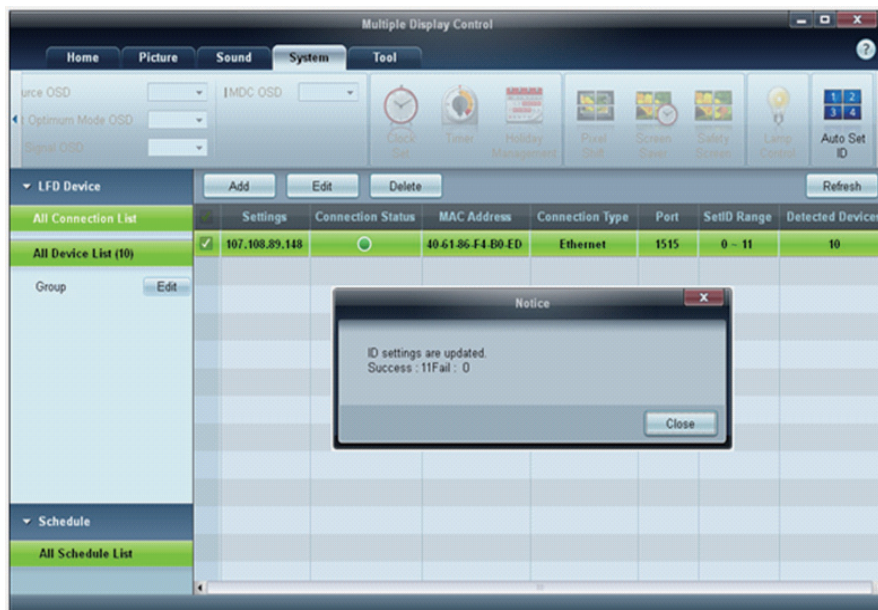 Multiple Display Control
Home Picture Sound System Tool
urce OSD
MDC OSD
Optimum Mode OSD
Signal OSD
Clock Set
Timer
Holiday Management
Pixel Shift
Screen Saver
Safety Screen
Lamp Control
Auto Set ID
1 2
3 4
LFD Device
Add Edit Delete Refresh
All Connection List
Settings Connection Status MAC Address Connection Type Port SetID Range Detected Devices
107.108.89.148 40-61-86-F4-B0-ED Ethernet 1515 0 ~ 11 10
All Device List (10)
Group Edit
Notice
ID settings are updated.
Success : 11Fail : 0
Close
Schedule
All Schedule List